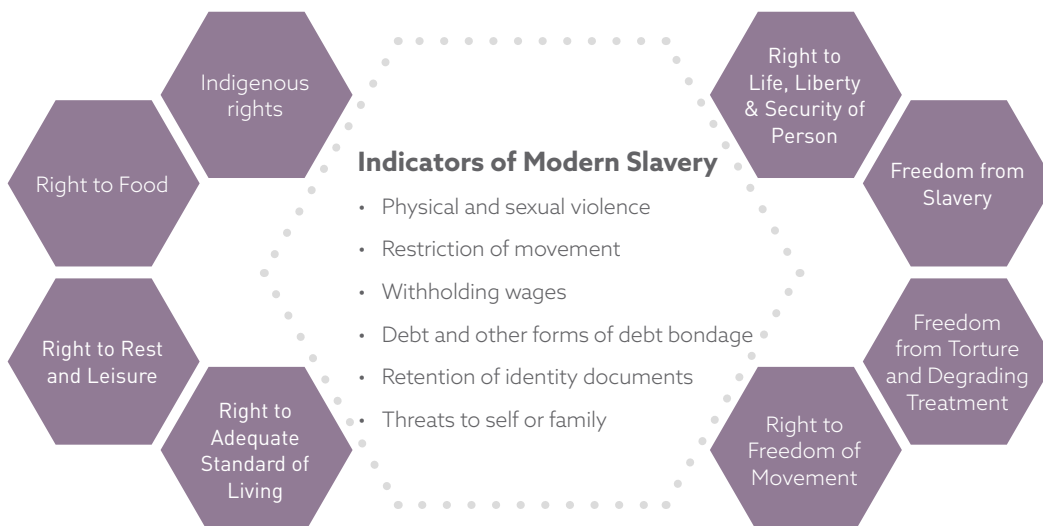 Indigenous
rights
Right to Food
Right to Rest
and Leisure
Right to
Adequate
Standard of
Living
Indicators of Modern Slavery
• Physical and sexual violence
• Restriction of movement
• Withholding wages
• Debt and other forms of debt bondage
• Retention of identity documents
• Threats to self or family
Right to
Life, Liberty
& Security of
Person
Freedom from
Slavery
Freedom
from Torture
and Degrading
Treatment
Right to
Freedom of
Movement